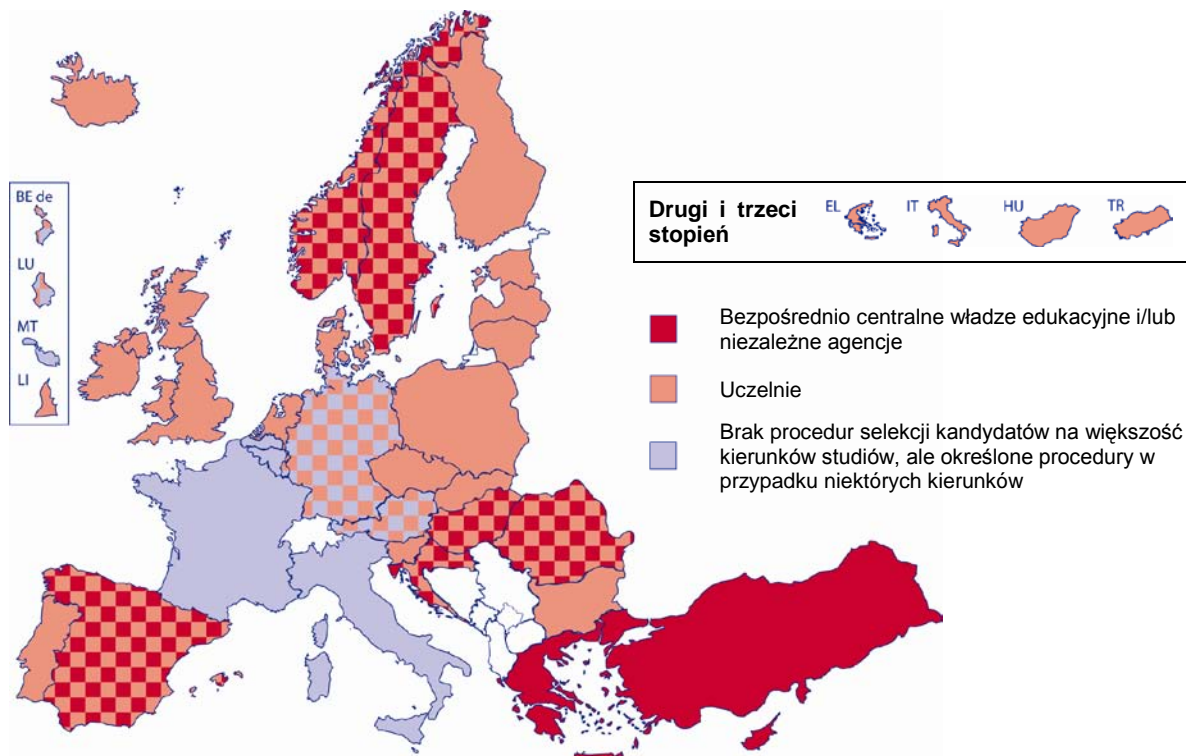 BE de
LU
MT
LI
Drugi i trzeci
stopień
EL
IT
HU
TR
Bezpośrednio centralne władze edukacyjne i/lub
niezależne agencje
Uczelnie
Brak procedur selekcji kandydatów na większość
kierunków studiów, ale określone procedury w
przypadku niektórych kierunków